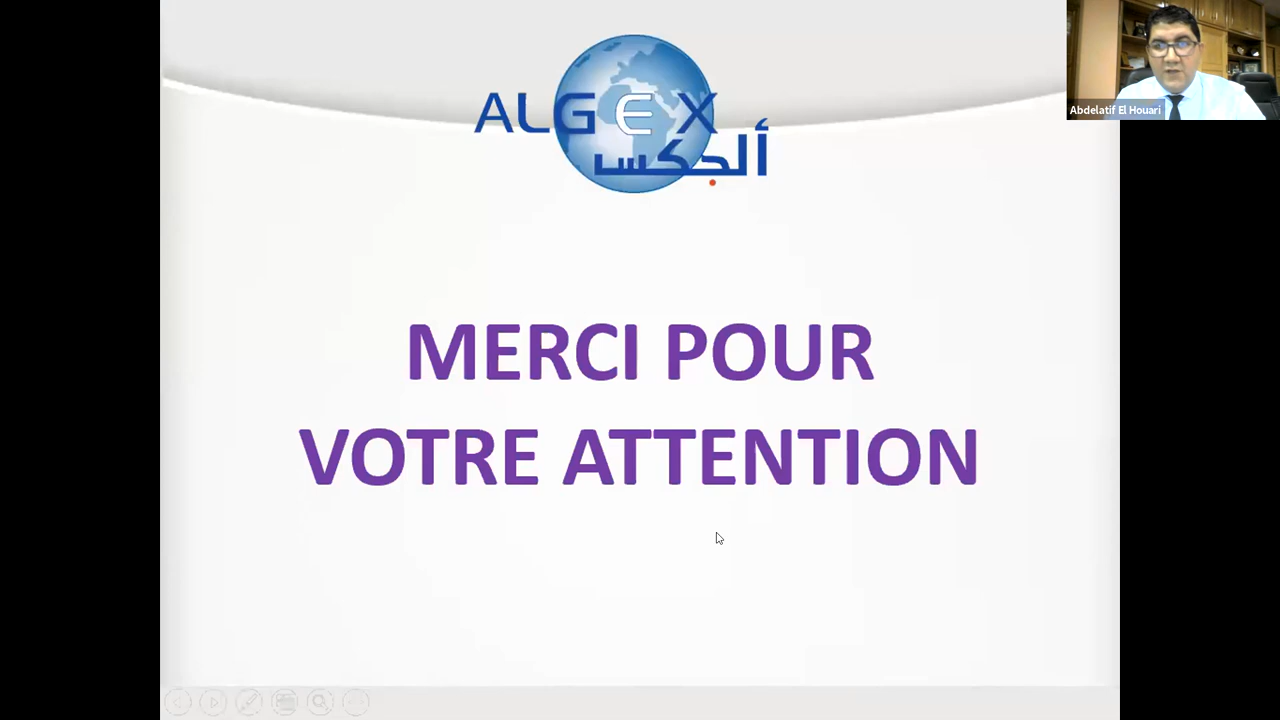 ALGEX
ألجكس
Abdelatif El Houari
MERCI POUR
VOTRE ATTENTION